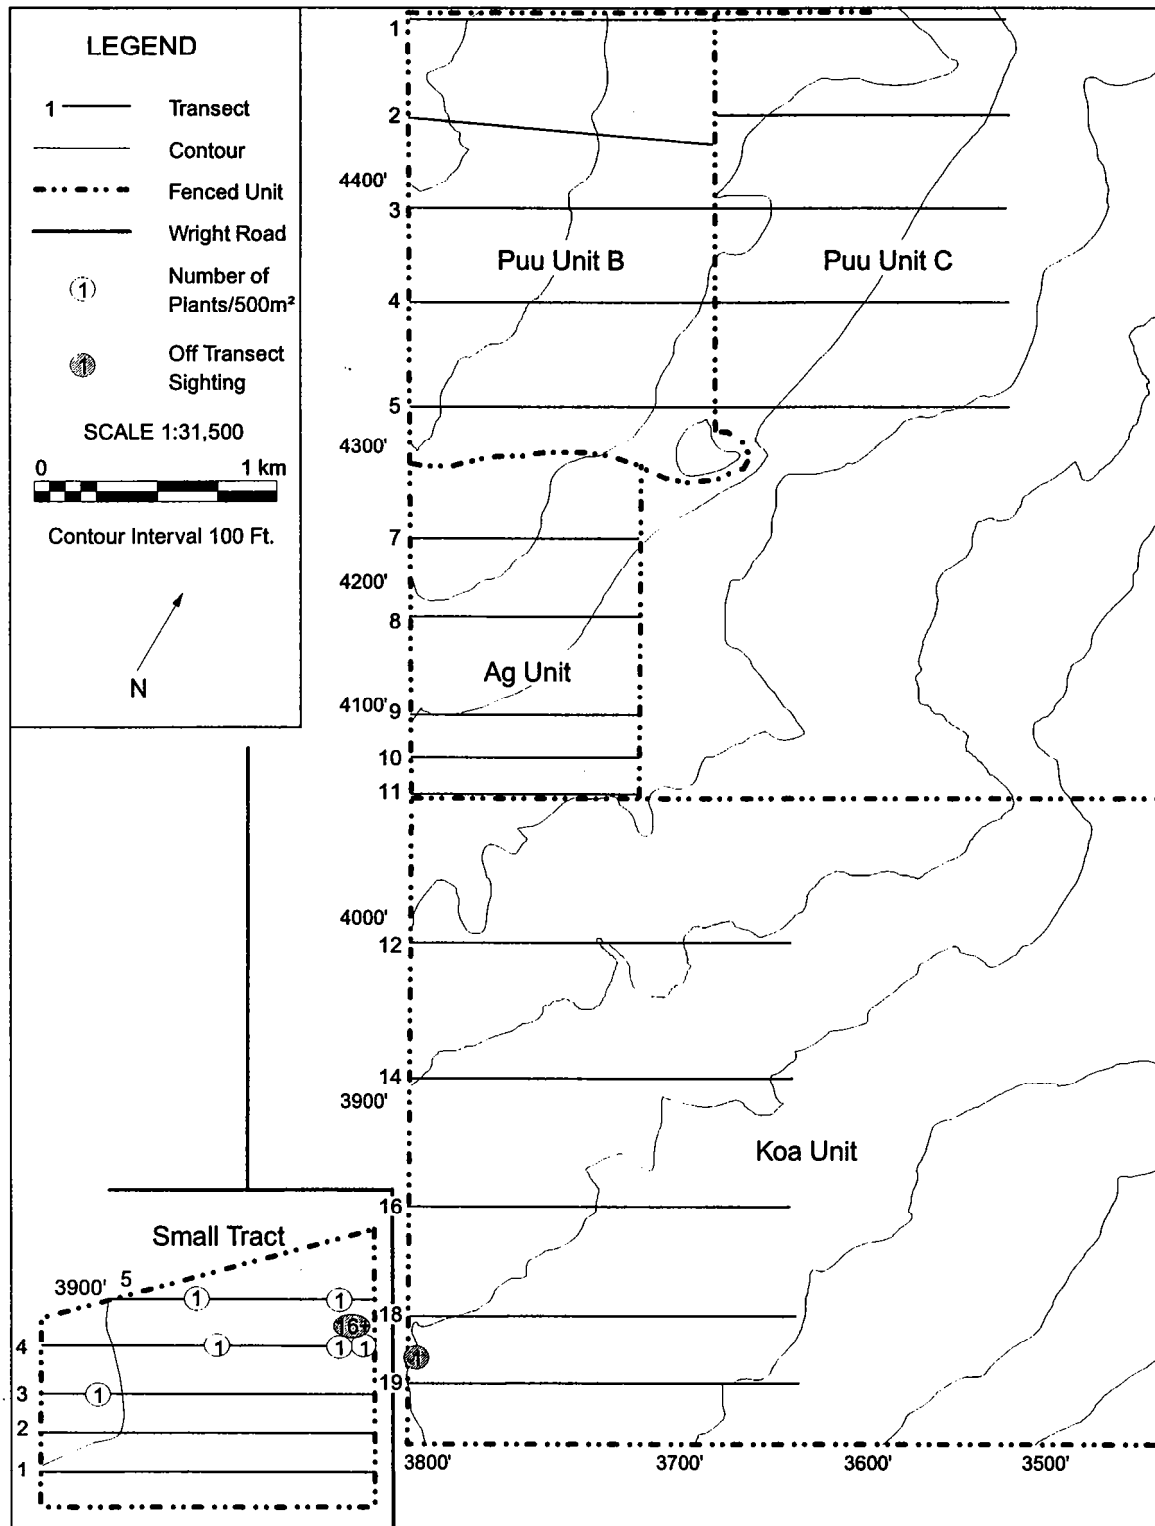 LEGEND
1 Transect
Contour
Fenced Unit
Wright Road
1 Number of
Plants/500m²
1 Off Transect
Sighting
SCALE 1:31,500
0 1 km
Contour Interval 100 Ft.
N
1
2
4400'
3
Puu Unit B Puu Unit C
4
5
4300'
7
4200'
8
Ag Unit
4100' 9
10
11
4000'
12
14
3900'
Koa Unit
16
Small Tract
3900' 5
1 1
18
16+
4 1 1 1
1
19
3 1
2
1
3800' 3700' 3600' 3500'